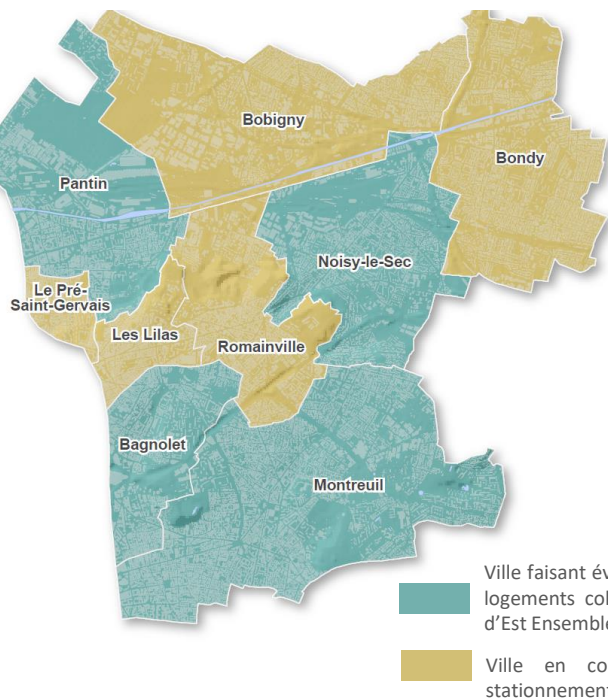 Bobigny
Bondy
Pantin
Noisy-le-Sec
Le Pré-
Saint-Gervais
Les Lilas
Romainville
Bagnolet
Montreuil
Ville faisant év
logements col
d'Est Ensemble
Ville en co
stationnement